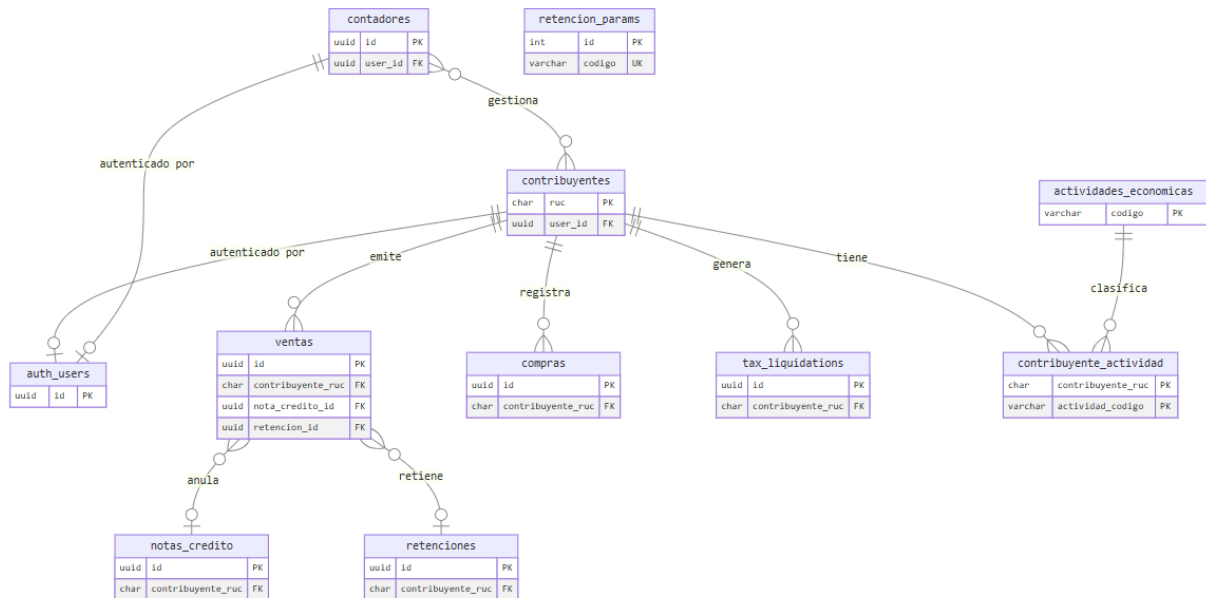 contadores
uuid id PK
uuid user_id FK
retencion_params
int id PK
varchar codigo UK
gestiona
autenticado por
contribuyentes
char ruc PK
uuid user_id FK
actividades_economicas
varchar codigo PK
autenticado por
emite
registra
genera
tiene
clasifica
auth_users
uuid id PK
ventas
uuid id PK
char contribuyente_ruc FK
uuid nota_credito_id FK
uuid retencion_id FK
compras
uuid id PK
char contribuyente_ruc FK
tax_liquidations
uuid id PK
char contribuyente_ruc FK
contribuyente_actividad
char contribuyente_ruc PK
varchar actividad_codigo PK
anula
retiene
notas_credito
uuid id PK
char contribuyente_ruc FK
retenciones
uuid id PK
char contribuyente_ruc FK